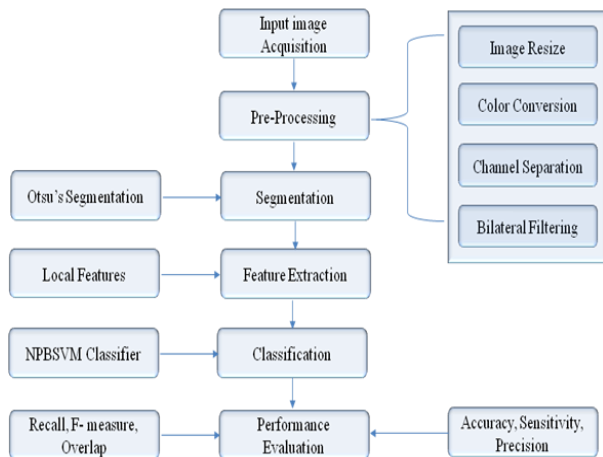 Input image
Acquisition
Image Resize
Pre-Processing
Color Conversion
Channel Separation
Otsu's Segmentation
Segmentation
Bilateral Filtering
Local Features
Feature Extraction
NPBSVM Classifier
Classification
Recall, F- measure,
Overlap
Performance
Evaluation
Accuracy, Sensitivity,
Precision